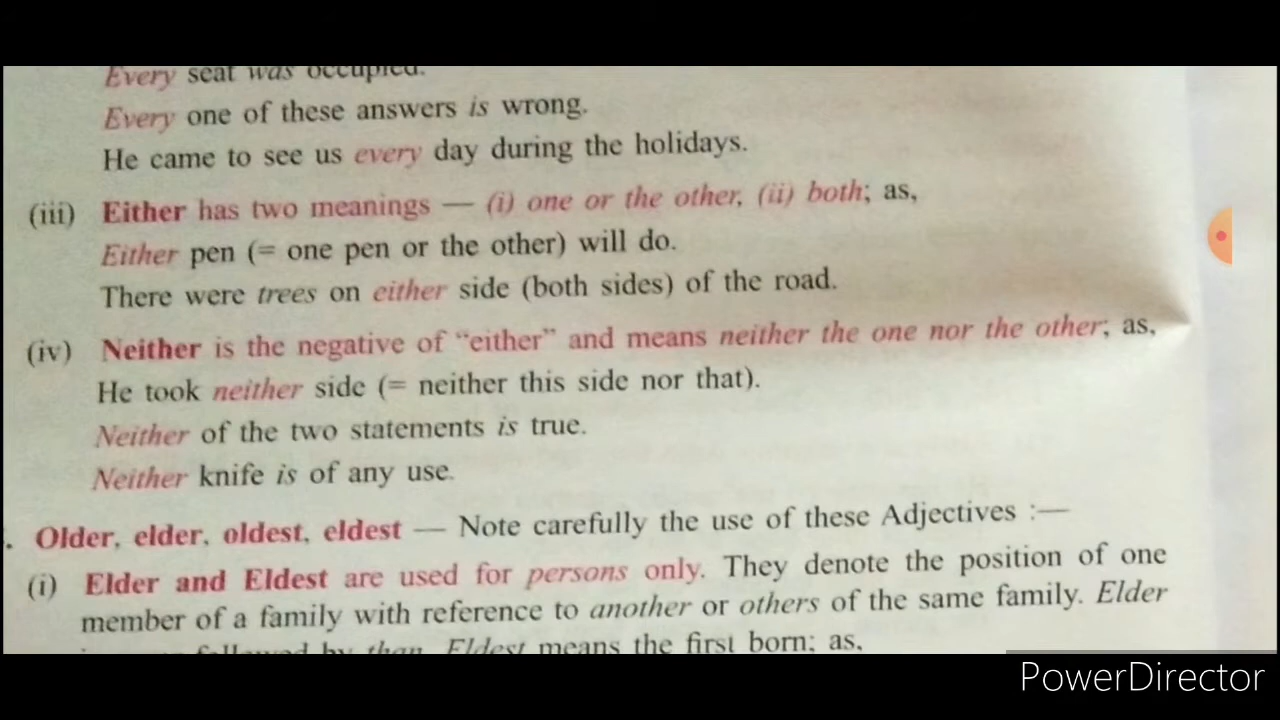 Every seat was occupied.
Every one of these answers is wrong.
He came to see us every day during the holidays.
(iii) Either has two meanings — (i) one or the other, (ii) both; as,
Either pen (= one pen or the other) will do.
There were trees on either side (both sides) of the road.
(iv) Neither is the negative of “either” and means neither the one nor the other; as,
He took neither side (= neither this side nor that).
Neither of the two statements is true.
Neither knife is of any use.
. Older, elder, oldest, eldest — Note carefully the use of these Adjectives :—
(i) Elder and Eldest are used for persons only. They denote the position of one
member of a family with reference to another or others of the same family. Elder
followed by than. Eldest means the first born; as,
PowerDirector